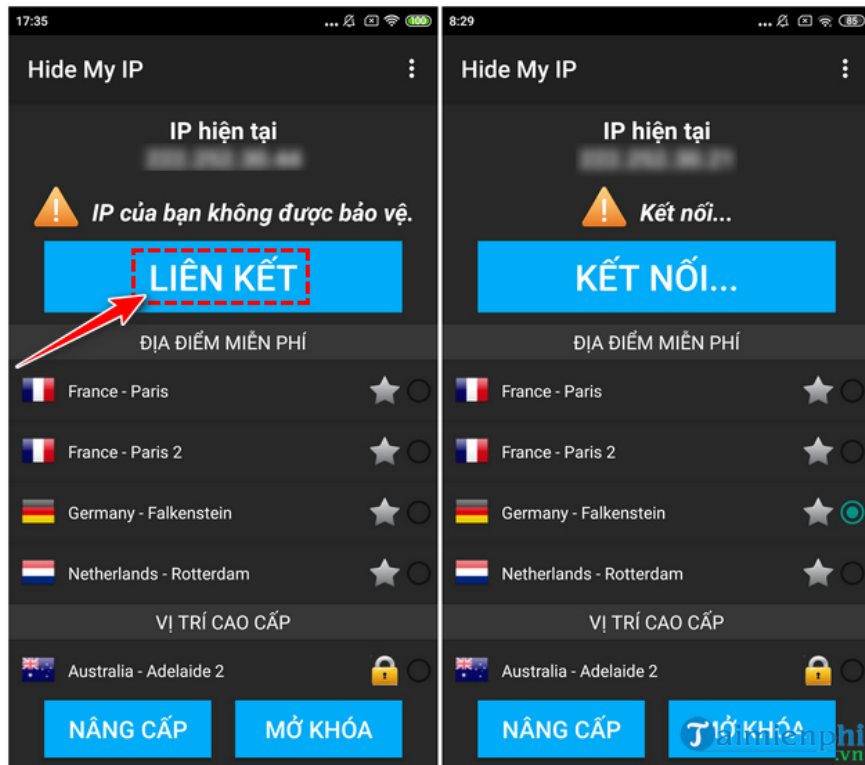 17:35
... 100
Hide My IP
IP hiện tại
IP của bạn không được bảo vệ.
LIÊN KẾT
ĐỊA ĐIỂM MIỄN PHÍ
France - Paris
France - Paris 2
Germany - Falkenstein
Netherlands - Rotterdam
VỊ TRÍ CAO CẤP
Australia - Adelaide 2
NÂNG CẤP
MỞ KHÓA
8:29
... 85
Hide My IP
IP hiện tại
Kết nối...
KẾT NỐI...
ĐỊA ĐIỂM MIỄN PHÍ
France - Paris
France - Paris 2
Germany - Falkenstein
Netherlands - Rotterdam
VỊ TRÍ CAO CẤP
Australia - Adelaide 2
NÂNG CẤP
MỞ KHÓA
Taimienphi
.vn